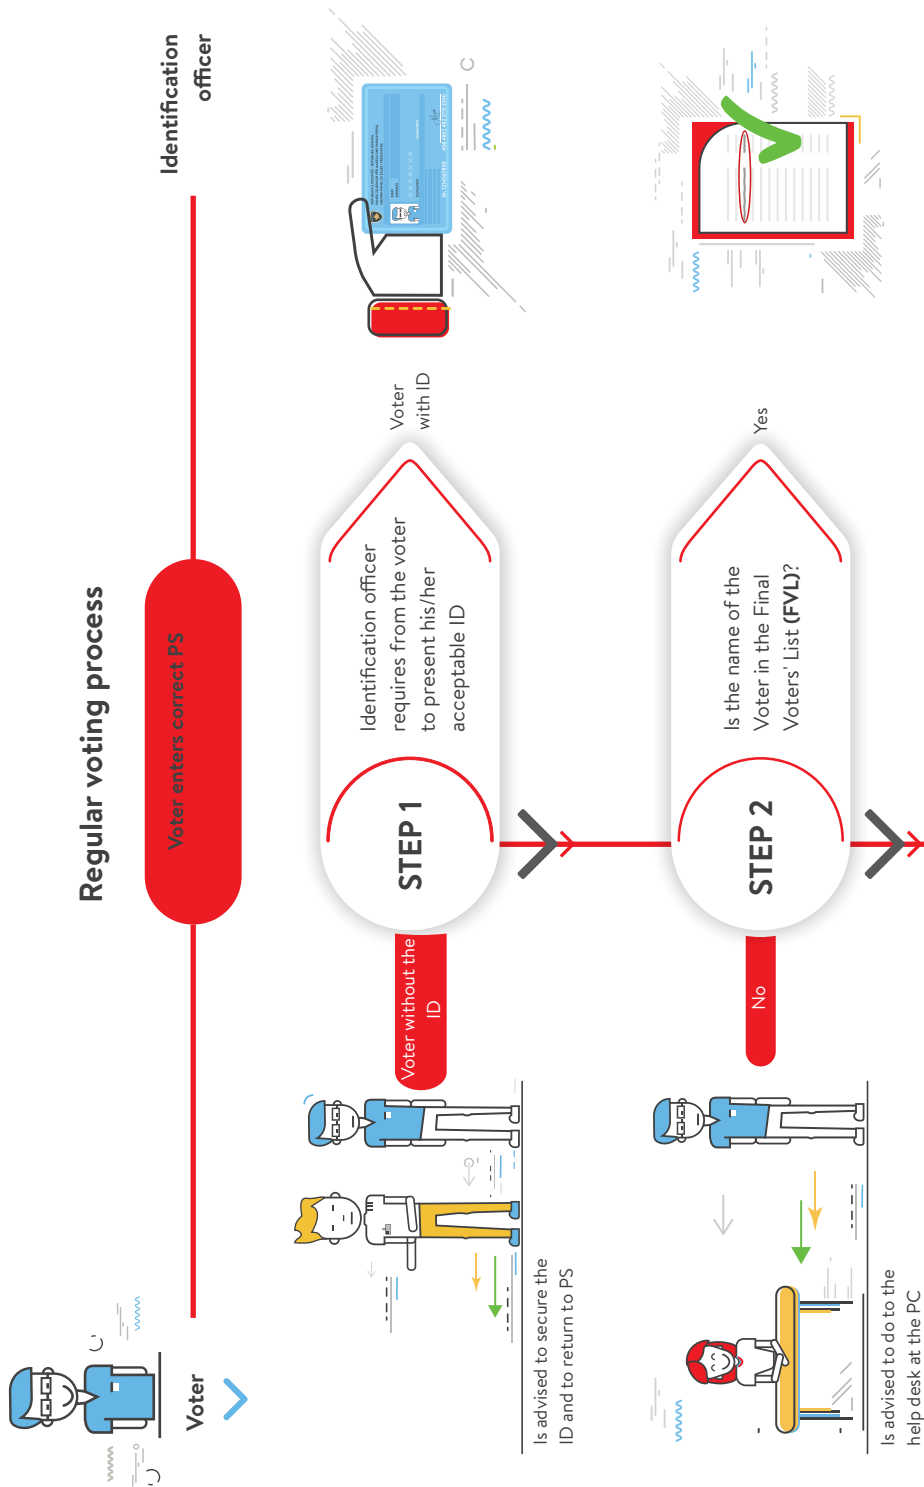 Regular voting process
Voter
Voter enters correct PS
Identification
officer
Voter without the
ID
STEP 1
Identification officer
requires from the voter
to present his/her
acceptable ID
Voter
with ID
Is advised to secure the
ID and to return to PS
No
STEP 2
Is the name of the
Voter in the Final
Voters' List (FVL)?
Yes
Is advised to do to the
help desk at the PC